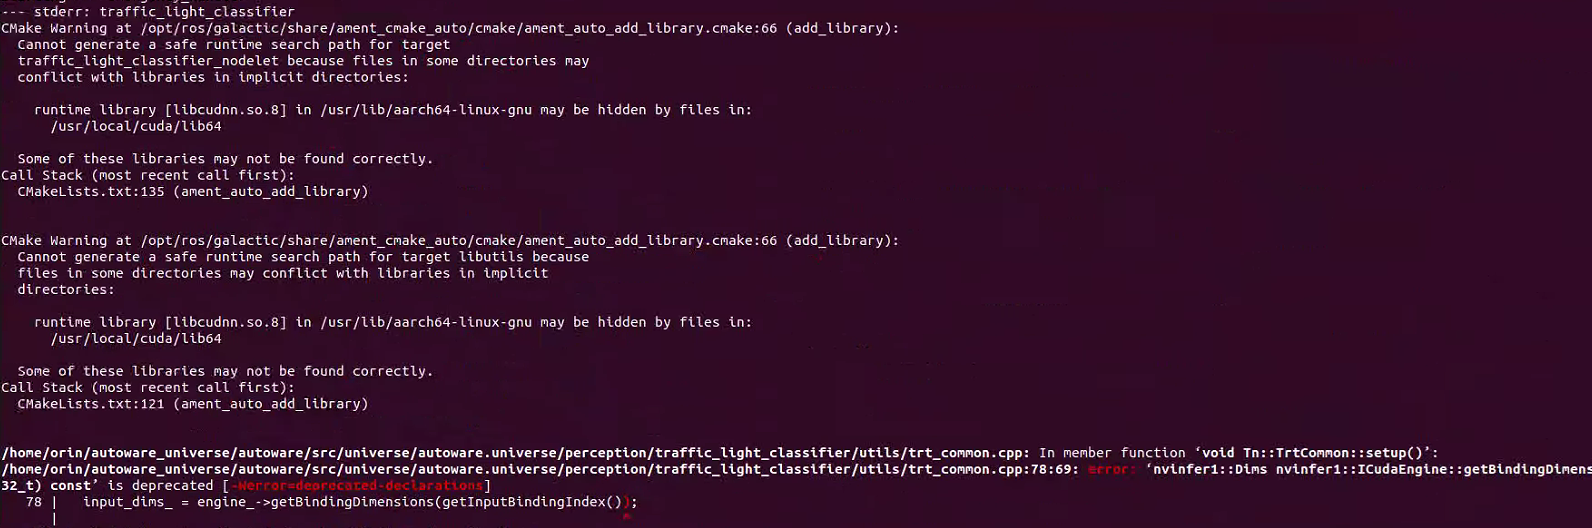 --- stderr: traffic_light_classifier
CMake Warning at /opt/ros/galactic/share/ament_cmake_auto/cmake/ament_auto_add_library.cmake:66 (add_library):
  Cannot generate a safe runtime search path for target
  traffic_light_classifier_nodelet because files in some directories may
  conflict with libraries in implicit directories:

    runtime library [libcudnn.so.8] in /usr/lib/aarch64-linux-gnu may be hidden by files in:
      /usr/local/cuda/lib64

  Some of these libraries may not be found correctly.
Call Stack (most recent call first):
  CMakeLists.txt:135 (ament_auto_add_library)


CMake Warning at /opt/ros/galactic/share/ament_cmake_auto/cmake/ament_auto_add_library.cmake:66 (add_library):
  Cannot generate a safe runtime search path for target libutils because
  files in some directories may conflict with libraries in implicit
  directories:

    runtime library [libcudnn.so.8] in /usr/lib/aarch64-linux-gnu may be hidden by files in:
      /usr/local/cuda/lib64

  Some of these libraries may not be found correctly.
Call Stack (most recent call first):
  CMakeLists.txt:121 (ament_auto_add_library)


/home/orin/autoware_universe/autoware/src/universe/autoware.universe/perception/traffic_light_classifier/utils/trt_common.cpp: In member function ‘void Tn::TrtCommon::setup()’:
/home/orin/autoware_universe/autoware/src/universe/autoware.universe/perception/traffic_light_classifier/utils/trt_common.cpp:78:69: error: ‘nvinfer1::Dims nvinfer1::ICudaEngine::getBindingDimens
32_t) const’ is deprecated [-Werror=deprecated-declarations]
   78 |   input_dims_ = engine_->getBindingDimensions(getInputBindingIndex());
      |                                                                     ^